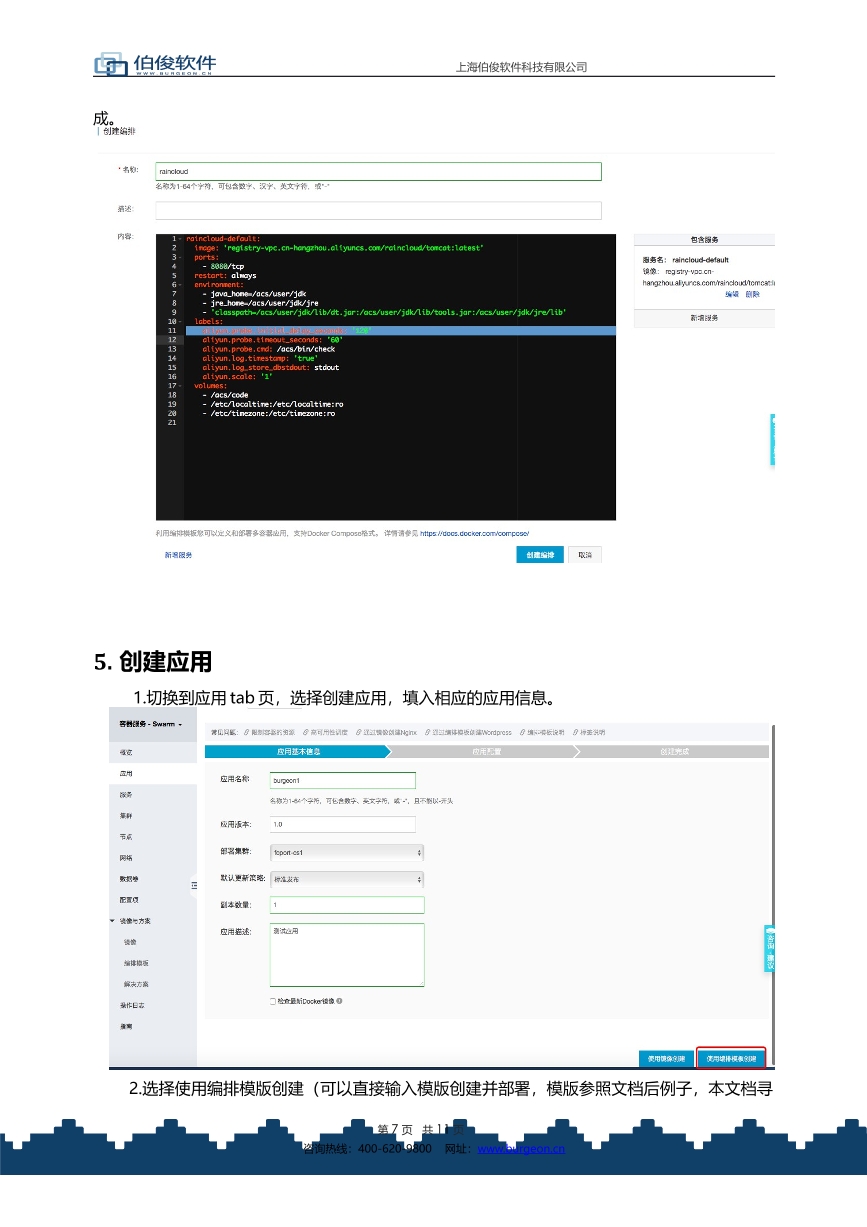 伯俊软件
WWW.BURGEON.CN
上海伯俊软件科技有限公司
成。
创建编排
* 名称:
raincloud
名称为1-64个字符，可包含数字、汉字、英文字符，或"-"
描述:
内容:
1 raincloud-default:
2 image: 'registry-vpc.cn-hangzhou.aliyuncs.com/raincloud/tomcat:latest'
3 ports:
4 - 8080/tcp
5 restart: always
6 environment:
7 - java_home=/acs/user/jdk
8 - jre_home=/acs/user/jdk/jre
9 - 'classpath=/acs/user/jdk/lib/dt.jar:/acs/user/jdk/lib/tools.jar:/acs/user/jdk/jre/lib'
10 labels:
11
12 aliyun.probe.timeout_seconds: '60'
13 aliyun.probe.cmd: /acs/bin/check
14 aliyun.log.timestamp: 'true'
15 aliyun.log_store_dbstdout: stdout
16 aliyun.scale: '1'
17 volumes:
18 - /acs/code
19 - /etc/localtime:/etc/localtime:ro
20 - /etc/timezone:/etc/timezone:ro
21
包含服务
服务名: raincloud-default
镜像: registry-vpc.cn-
hangzhou.aliyuncs.com/raincloud/tomcat:l
编辑 删除
新增服务
利用编排模板您可以定义和部署多容器应用，支持Docker Compose格式。 详情请参见 https://docs.docker.com/compose/
新增服务
创建编排 取消
5. 创建应用
1.切换到应用 tab 页，选择创建应用，填入相应的应用信息。
容器服务 - Swarm
概览
应用
服务
集群
节点
网络
数据卷
配置项
镜像与方案
镜像
编排模板
解决方案
操作日志
常见问题: 限制容器的资源 高可用性调度 通过镜像创建Nginx 通过编排模板创建Wordpress 编排模板说明 标签说明
应用基本信息 应用配置 创建完成
应用名称
burgeon1
名称为1-64个字符，可包含数字、英文字符，或"-"，且不能以-开头
应用版本:
1.0
部署集群:
fcport-cs1
默认更新策略:
标准发布
副本数量:
1
应用描述:
测试应用
检查最新Docker镜像
咨询·建议
使用镜像创建 使用编排模板创建
2.选择使用编排模版创建（可以直接输入模版创建并部署，模版参照文档后例子，本文档寻
第 7 页 共 11 页
咨询热线：400-620-9800 网址：www.burgeon.cn